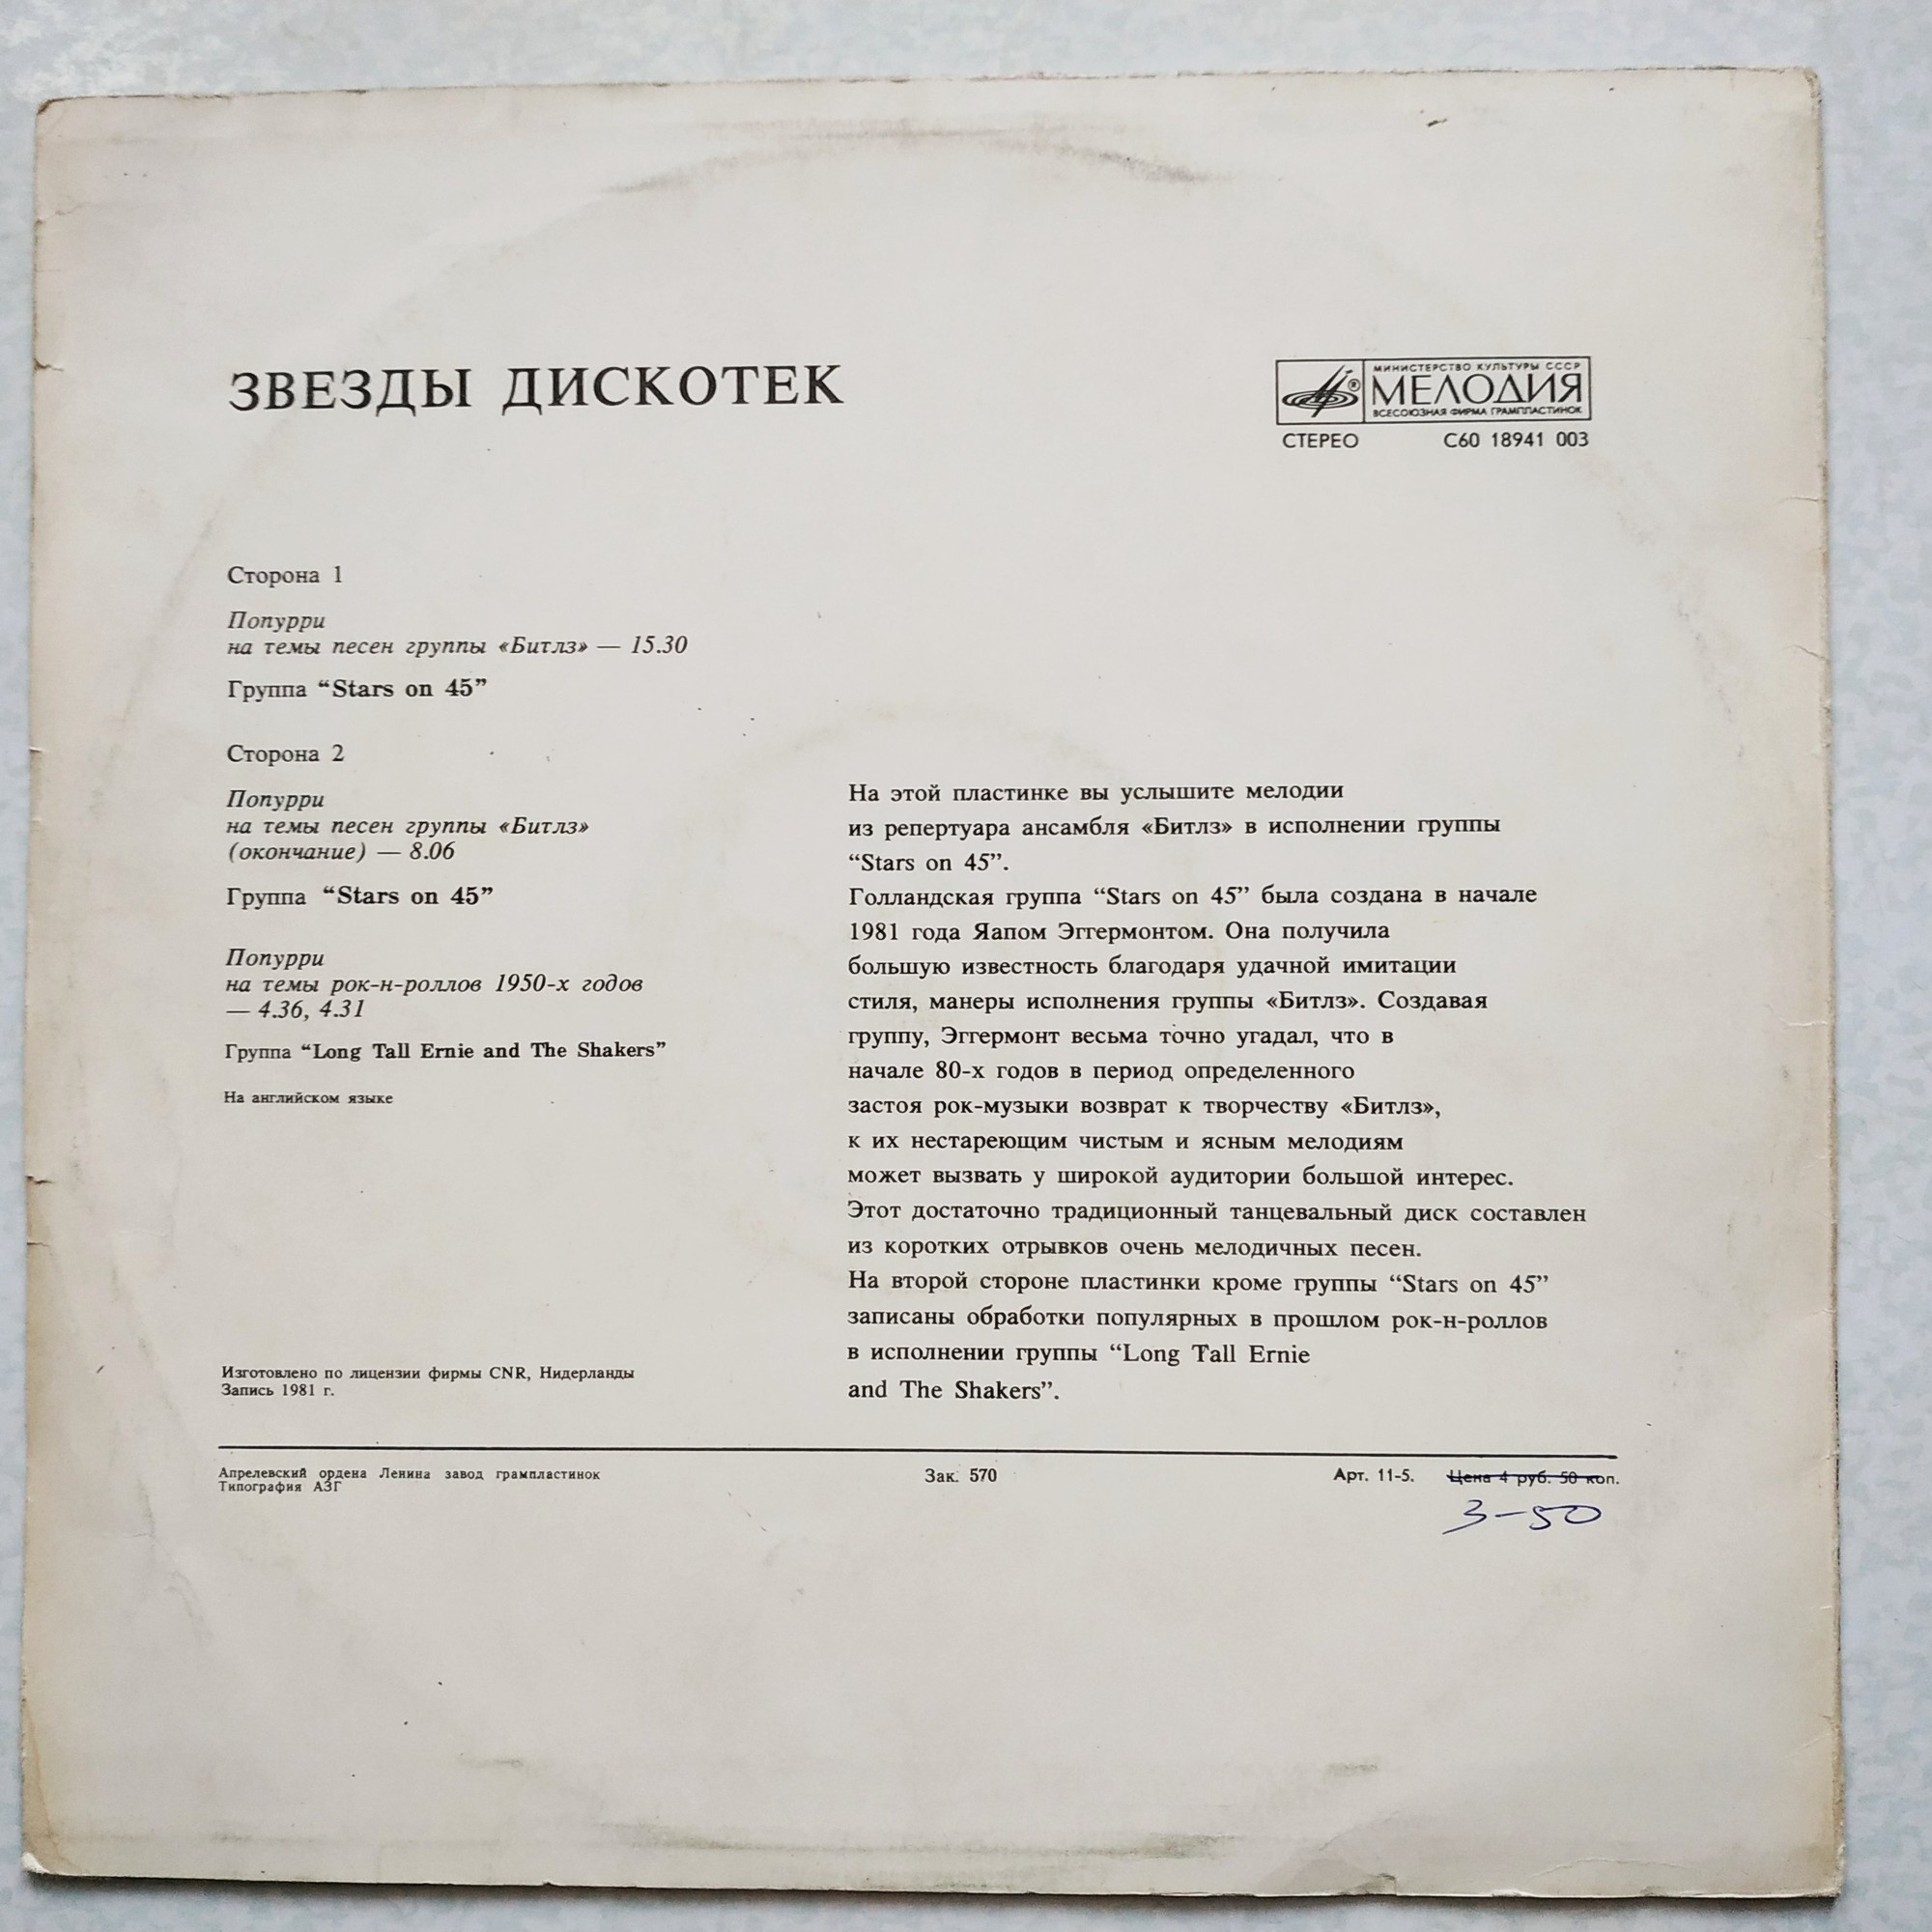 ЗВЕЗДЫ ДИСКОТЕК
МИНИСТЕРСТВО КУЛЬТУРЫ СССР
МЕЛОДИЯ
ВСЕСОЮЗНАЯ ФИРМА ГРАМПЛАСТИНОК
СТЕРЕО С60 18941 003
Сторона 1
Попурри
на темы песен группы «Битлз» — 15.30
Группа “Stars on 45”
Сторона 2
Попурри
на темы песен группы «Битлз»
(окончание) — 8.06
Группа “Stars on 45”
Попурри
на темы рок-н-роллов 1950-х годов
— 4.36, 4.31
Группа “Long Tall Ernie and The Shakers”
На английском языке
На этой пластинке вы услышите мелодии
из репертуара ансамбля «Битлз» в исполнении группы
“Stars on 45”.
Голландская группа “Stars on 45” была создана в начале
1981 года Яапом Эггермонтом. Она получила
большую известность благодаря удачной имитации
стиля, манеры исполнения группы «Битлз». Создавая
группу, Эггермонт весьма точно угадал, что в
начале 80-х годов в период определенного
застоя рок-музыки возврат к творчеству «Битлз»,
к их нестареющим чистым и ясным мелодиям
может вызвать у широкой аудитории большой интерес.
Этот достаточно традиционный танцевальный диск составлен
из коротких отрывков очень мелодичных песен.
На второй стороне пластинки кроме группы “Stars on 45”
записаны обработки популярных в прошлом рок-н-роллов
в исполнении группы “Long Tall Ernie
and The Shakers”.
Изготовлено по лицензии фирмы CNR, Нидерланды
Запись 1981 г.
Апрелевский ордена Ленина завод грампластинок
Типография АЗГ
Зак. 570
Арт. 11-5. Цена 4 руб. 50 коп.
3-50